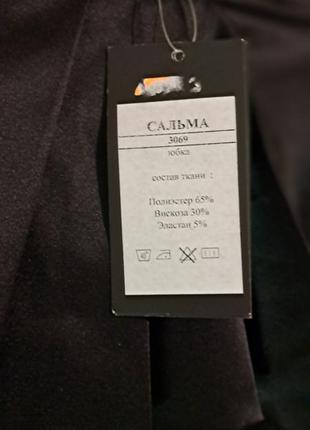 САЛЬМА
3069
юбка
состав ткани :
Полиэстер 65%
Вискоза 30%
Эластан 5%